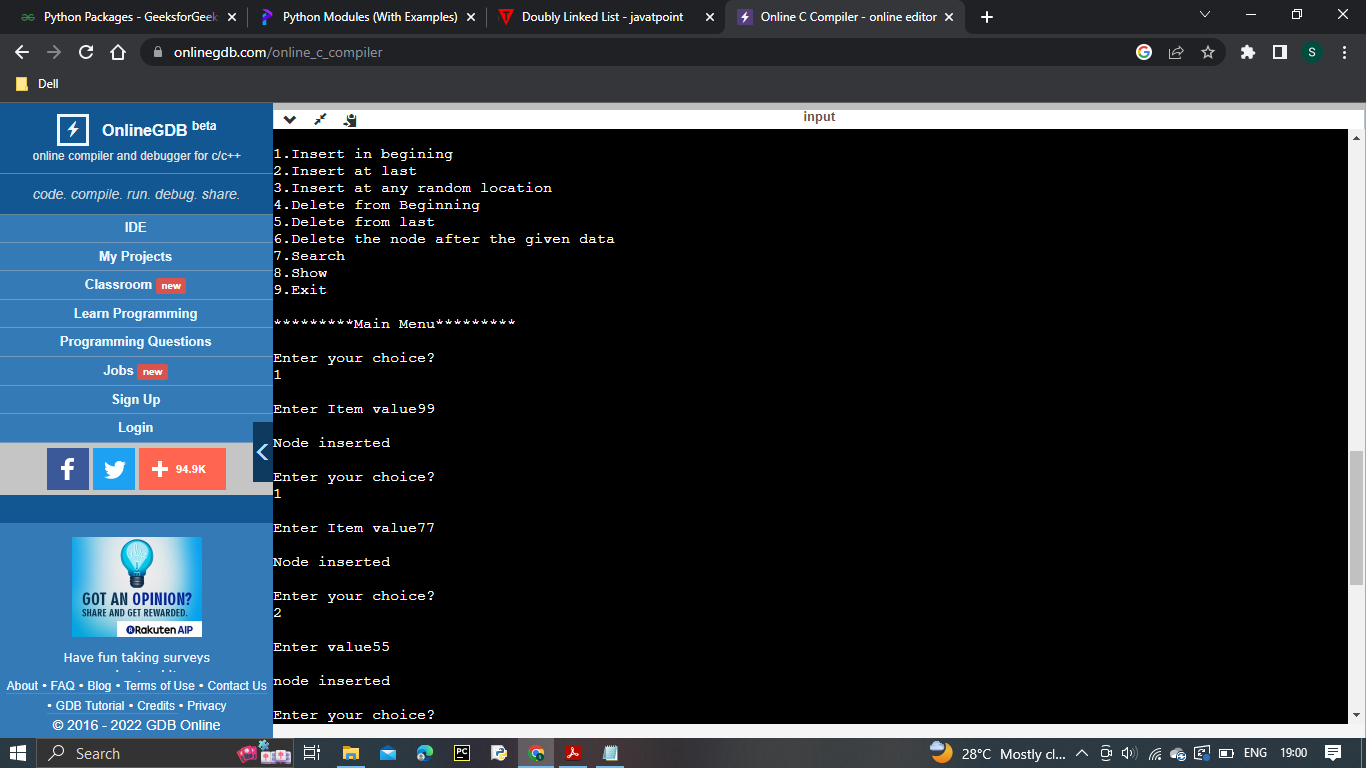 Python Packages - GeeksforGeek
Python Modules (With Examples)
Doubly Linked List - javatpoint
Online C Compiler - online editor
onlinegdb.com/online_c_compiler
S
Dell
OnlineGDB beta
online compiler and debugger for c/c++
code. compile. run. debug. share.
IDE
My Projects
Classroom new
Learn Programming
Programming Questions
Jobs new
Sign Up
Login
f
+ 94.9K
GOT AN OPINION?
SHARE AND GET REWARDED.
Rakuten AIP
Have fun taking surveys
About • FAQ • Blog • Terms of Use • Contact Us
• GDB Tutorial • Credits • Privacy
© 2016 - 2022 GDB Online
input
1.Insert in begining
2.Insert at last
3.Insert at any random location
4.Delete from Beginning
5.Delete from last
6.Delete the node after the given data
7.Search
8.Show
9.Exit
*********Main Menu*********
Enter your choice?
1
Enter Item value99
Node inserted
Enter your choice?
1
Enter Item value77
Node inserted
Enter your choice?
2
Enter value55
node inserted
Enter your choice?
Search
PC
28°C Mostly cl...
ENG
19:00